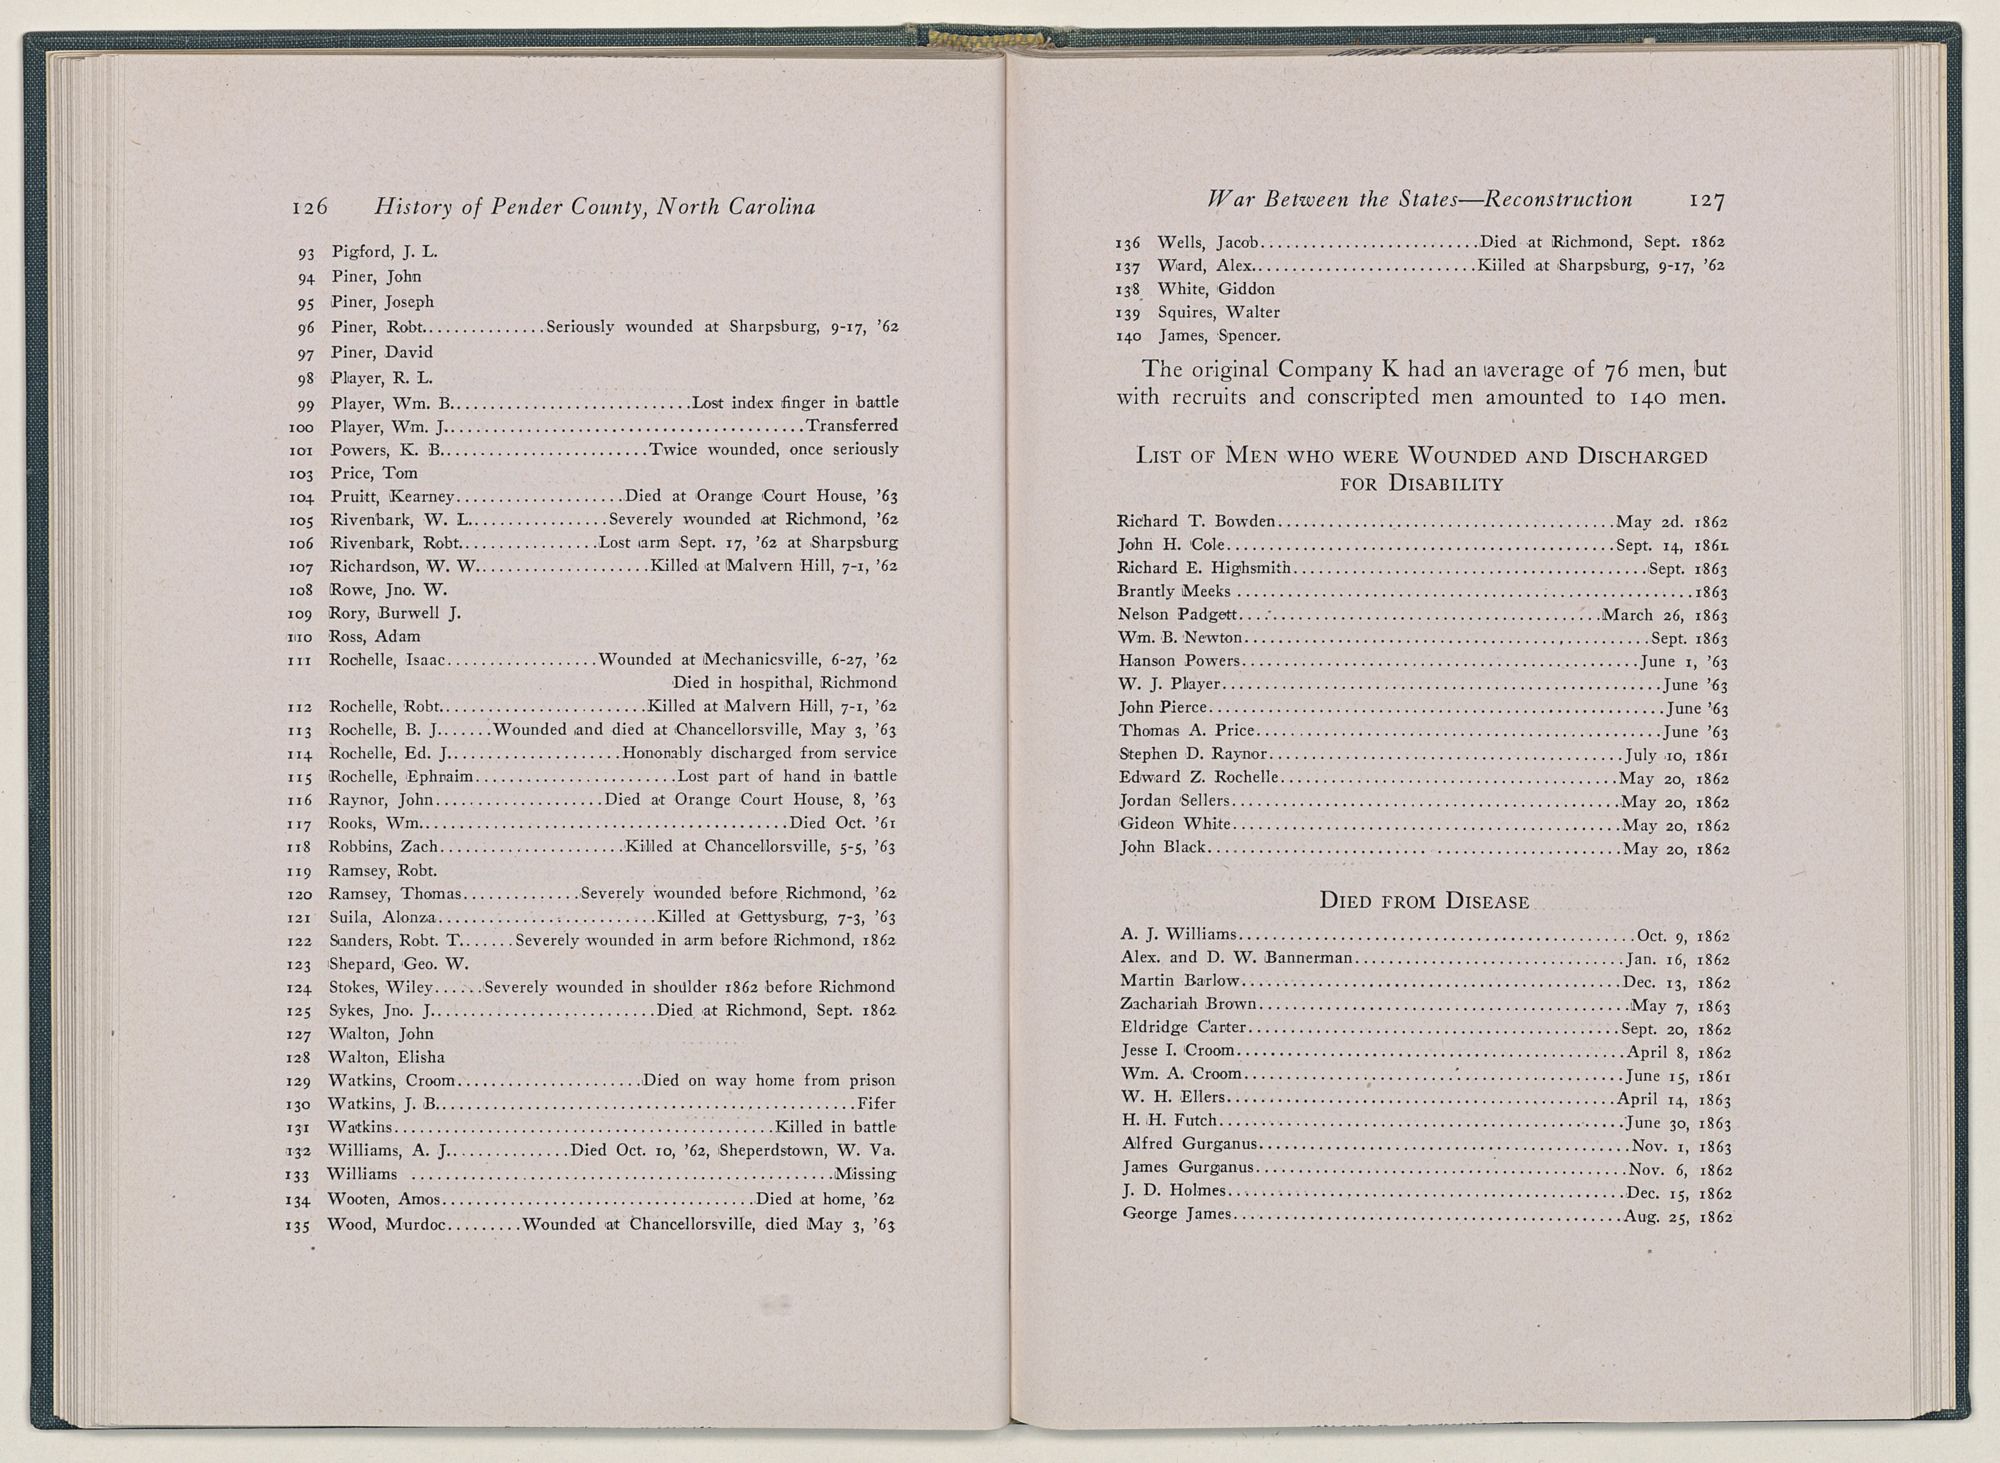 126 History of Pender County, North Carolina
93 Pigford, J. L.
94 Piner, John
95 Piner, Joseph
96 Piner, Robt...............Seriously wounded at Sharpsburg, 9-17, '62
97 Piner, David
98 Player, R. L.
99 Player, Wm. B.............................Lost index finger in battle
100 Player, Wm. J...........................................Transferred
101 Powers, K. B.........................Twice wounded, once seriously
103 Price, Tom
104 Pruitt, Kearney....................Died at Orange Court House, '63
105 Rivenbark, W. L.................Severely wounded at Richmond, '62
106 Rivenbark, Robt.................Lost arm Sept. 17, '62 at Sharpsburg
107 Richardson, W. W.....................Killed at Malvern Hill, 7-1, '62
108 Rowe, Jno. W.
109 Rory, Burwell J.
110 Ross, Adam
111 Rochelle, Isaac..................Wounded at Mechanicsville, 6-27, '62
Died in hospithal, Richmond
112 Rochelle, Robt.........................Killed at Malvern Hill, 7-1, '62
113 Rochelle, B. J.......Wounded and died at Chancellorsville, May 3, '63
114 Rochelle, Ed. J.....................Honorably discharged from service
115 Rochelle, Ephraim........................Lost part of hand in battle
116 Raynor, John....................Died at Orange Court House, 8, '63
117 Rooks, Wm............................................Died Oct. '61
118 Robbins, Zach......................Killed at Chancellorsville, 5-5, '63
119 Ramsey, Robt.
120 Ramsey, Thomas..............Severely wounded before Richmond, '62
121 Suila, Alonza..........................Killed at Gettysburg, 7-3, '63
122 Sanders, Robt. T.......Severely wounded in arm before Richmond, 1862
123 Shepard, Geo. W.
124 Stokes, Wiley......Severely wounded in shoulder 1862 before Richmond
125 Sykes, Jno. J...........................Died at Richmond, Sept. 1862
127 Walton, John
128 Walton, Elisha
129 Watkins, Croom......................Died on way home from prison
130 Watkins, J. B..................................................Fifer
131 Watkins.............................................Killed in battle
132 Williams, A. J...............Died Oct. 10, '62, Sheperdstown, W. Va.
133 Williams ..................................................Missing
134 Wooten, Amos.....................................Died at home, '62
135 Wood, Murdoc.........Wounded at Chancellorsville, died May 3, '63
War Between the States—Reconstruction 127
136 Wells, Jacob..........................Died at Richmond, Sept. 1862
137 Ward, Alex...........................Killed at Sharpsburg, 9-17, '62
138 White, Giddon
139 Squires, Walter
140 James, Spencer.
The original Company K had an average of 76 men, but
with recruits and conscripted men amounted to 140 men.
List of Men who were Wounded and Discharged
for Disability
Richard T. Bowden........................................May 2d. 1862
John H. Cole..............................................Sept. 14, 1861
Richard E. Highsmith..........................................Sept. 1863
Brantly Meeks ......................................................1863
Nelson Padgett...........................................March 26, 1863
Wm. B. Newton................................................Sept. 1863
Hanson Powers...............................................June 1, '63
W. J. Player....................................................June '63
John Pierce......................................................June '63
Thomas A. Price................................................June '63
Stephen D. Raynor..........................................July 10, 1861
Edward Z. Rochelle........................................May 20, 1862
Jordan Sellers..............................................May 20, 1862
Gideon White..............................................May 20, 1862
John Black.................................................May 20, 1862
Died from Disease
A. J. Williams...............................................Oct. 9, 1862
Alex. and D. W. Bannerman................................Jan. 16, 1862
Martin Barlow.............................................Dec. 13, 1862
Zachariah Brown............................................May 7, 1863
Eldridge Carter............................................Sept. 20, 1862
Jesse I. Croom..............................................April 8, 1862
Wm. A. Croom.............................................June 15, 1861
W. H. Ellers..............................................April 14, 1863
H. H. Futch................................................June 30, 1863
Alfred Gurganus............................................Nov. 1, 1863
James Gurganus............................................Nov. 6, 1862
J. D. Holmes...............................................Dec. 15, 1862
George James..............................................Aug. 25, 1862